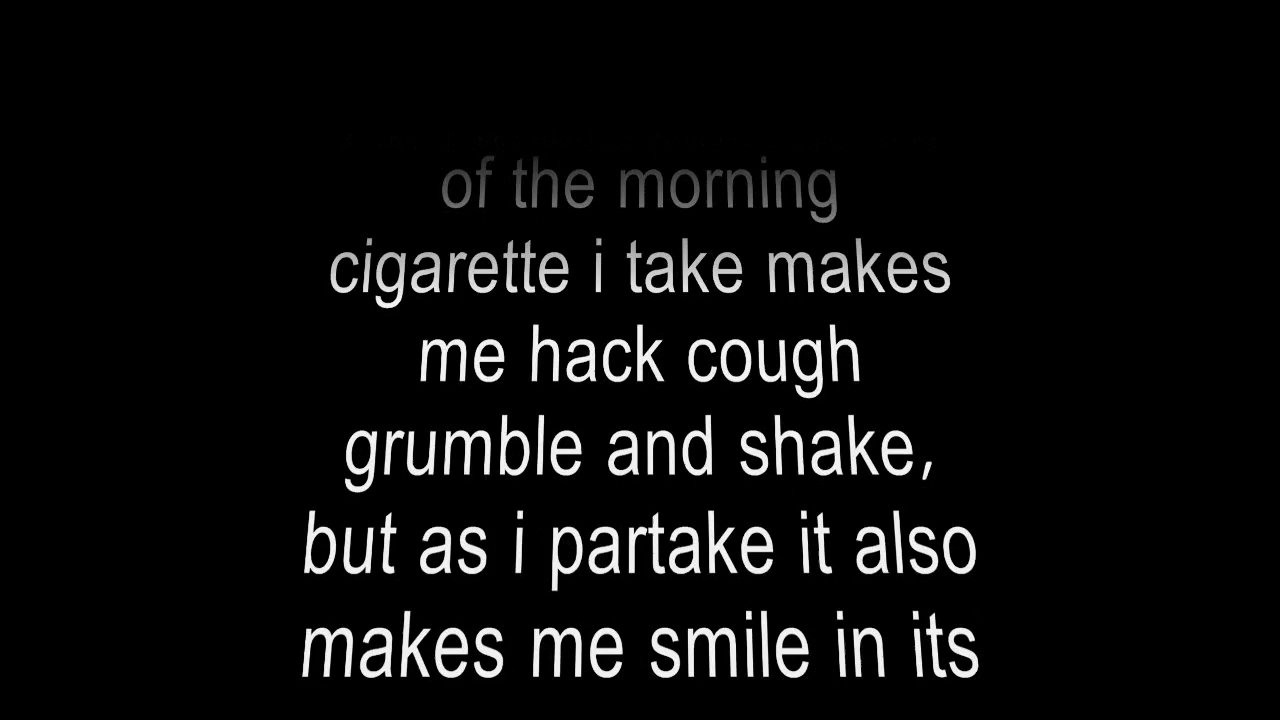 of the morning
cigarette i take makes
me hack cough
grumble and shake,
but as i partake it also
makes me smile in its